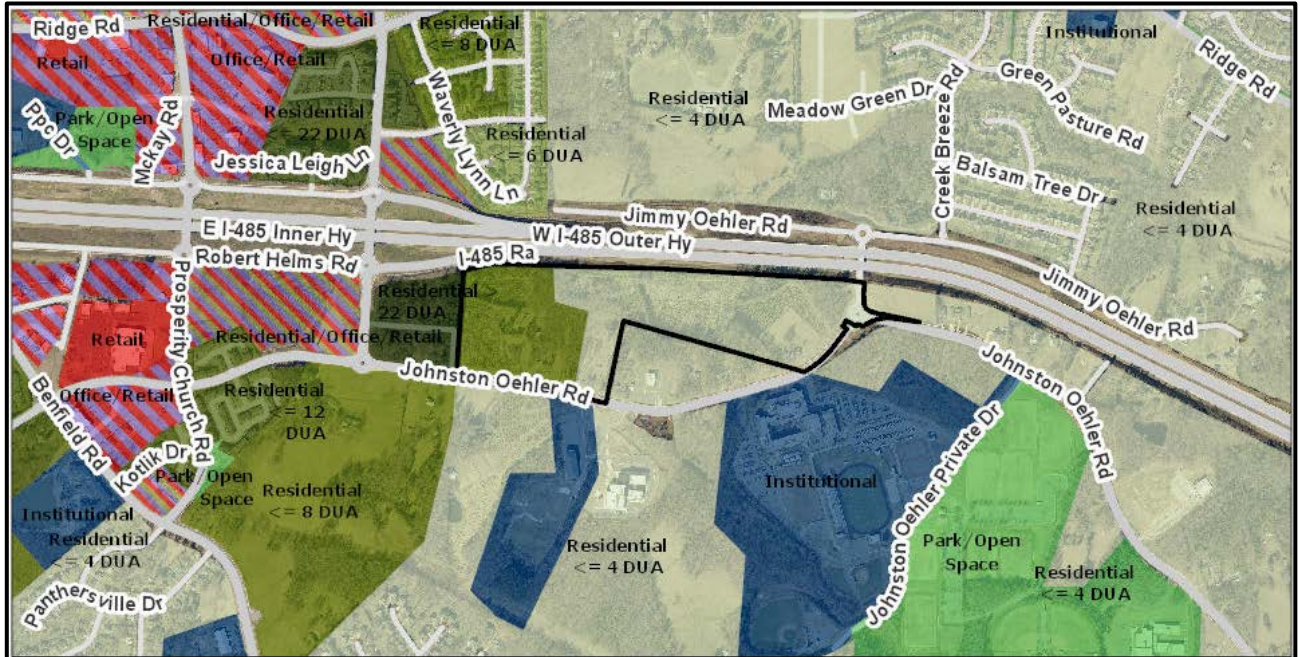 Ridge Rd
Residential/Office/Retail
Residential
<= 8 DUA
Institutional
Ridge Rd
Retail
Office/Retail
Waverly Lynn Ln
Residential
<= 4 DUA
Meadow Green Dr
Creek Breeze Rd
Green Pasture Rd
Ppc Dr
Park/Open
Space
Mckay Rd
Residential
<= 22 DUA
Residential
<= 6 DUA
Jessica Leigh Ln
Balsam Tree Dr
Residential
<= 4 DUA
Jimmy Oehler Rd
E I-485 Inner Hy
W I-485 Outer Hy
Robert Helms Rd
I-485 Ra
Jimmy Oehler Rd
Prosperity Church Rd
Residential
22 DUA
Retail
Residential/Office/Retail
Johnston Oehler Rd
Johnston Oehler Rd
Benfield Rd
Office/Retail
Residential
<= 12
DUA
Kotlik Dr
Park/Open
Space
Residential
<= 8 DUA
Institutional
Johnston Oehler Private Dr
Institutional
Residential
<= 4 DUA
Residential
<= 4 DUA
Park/Open
Space
Residential
<= 4 DUA
Panthersville Dr